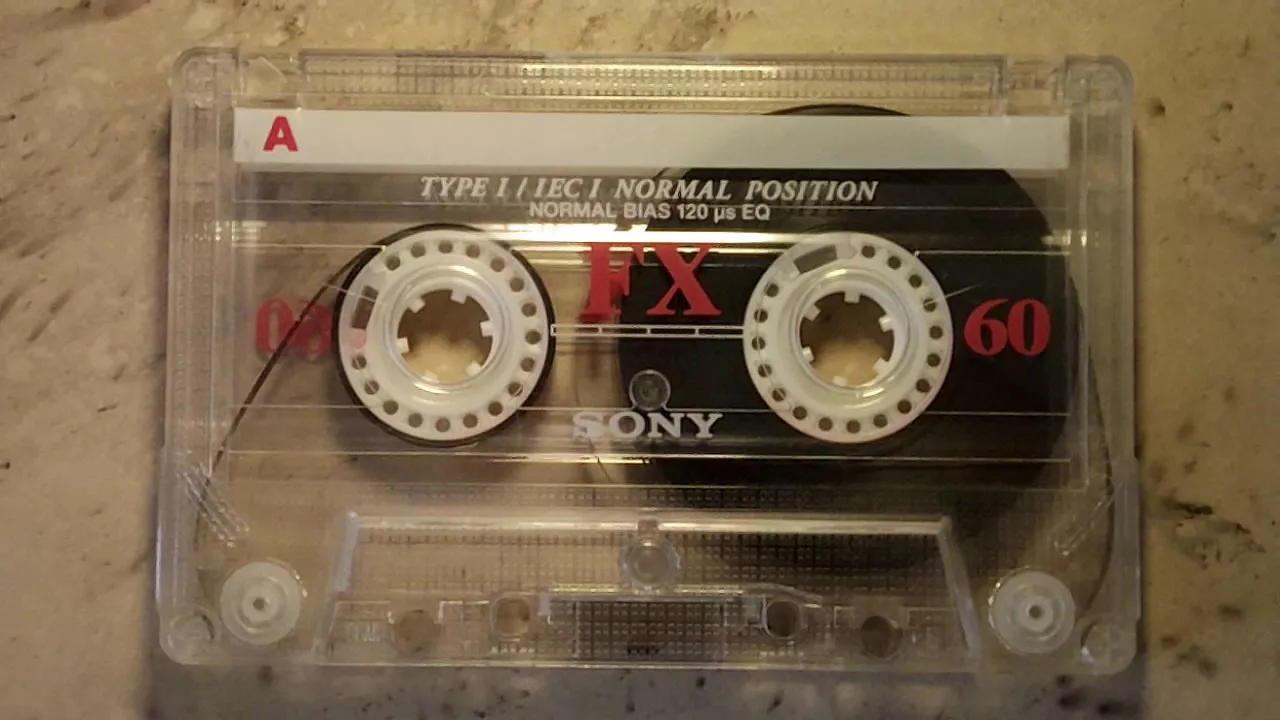 A
TYPE I / IEC I NORMAL POSITION
NORMAL BIAS 120 µs EQ
FX
60
60
SONY